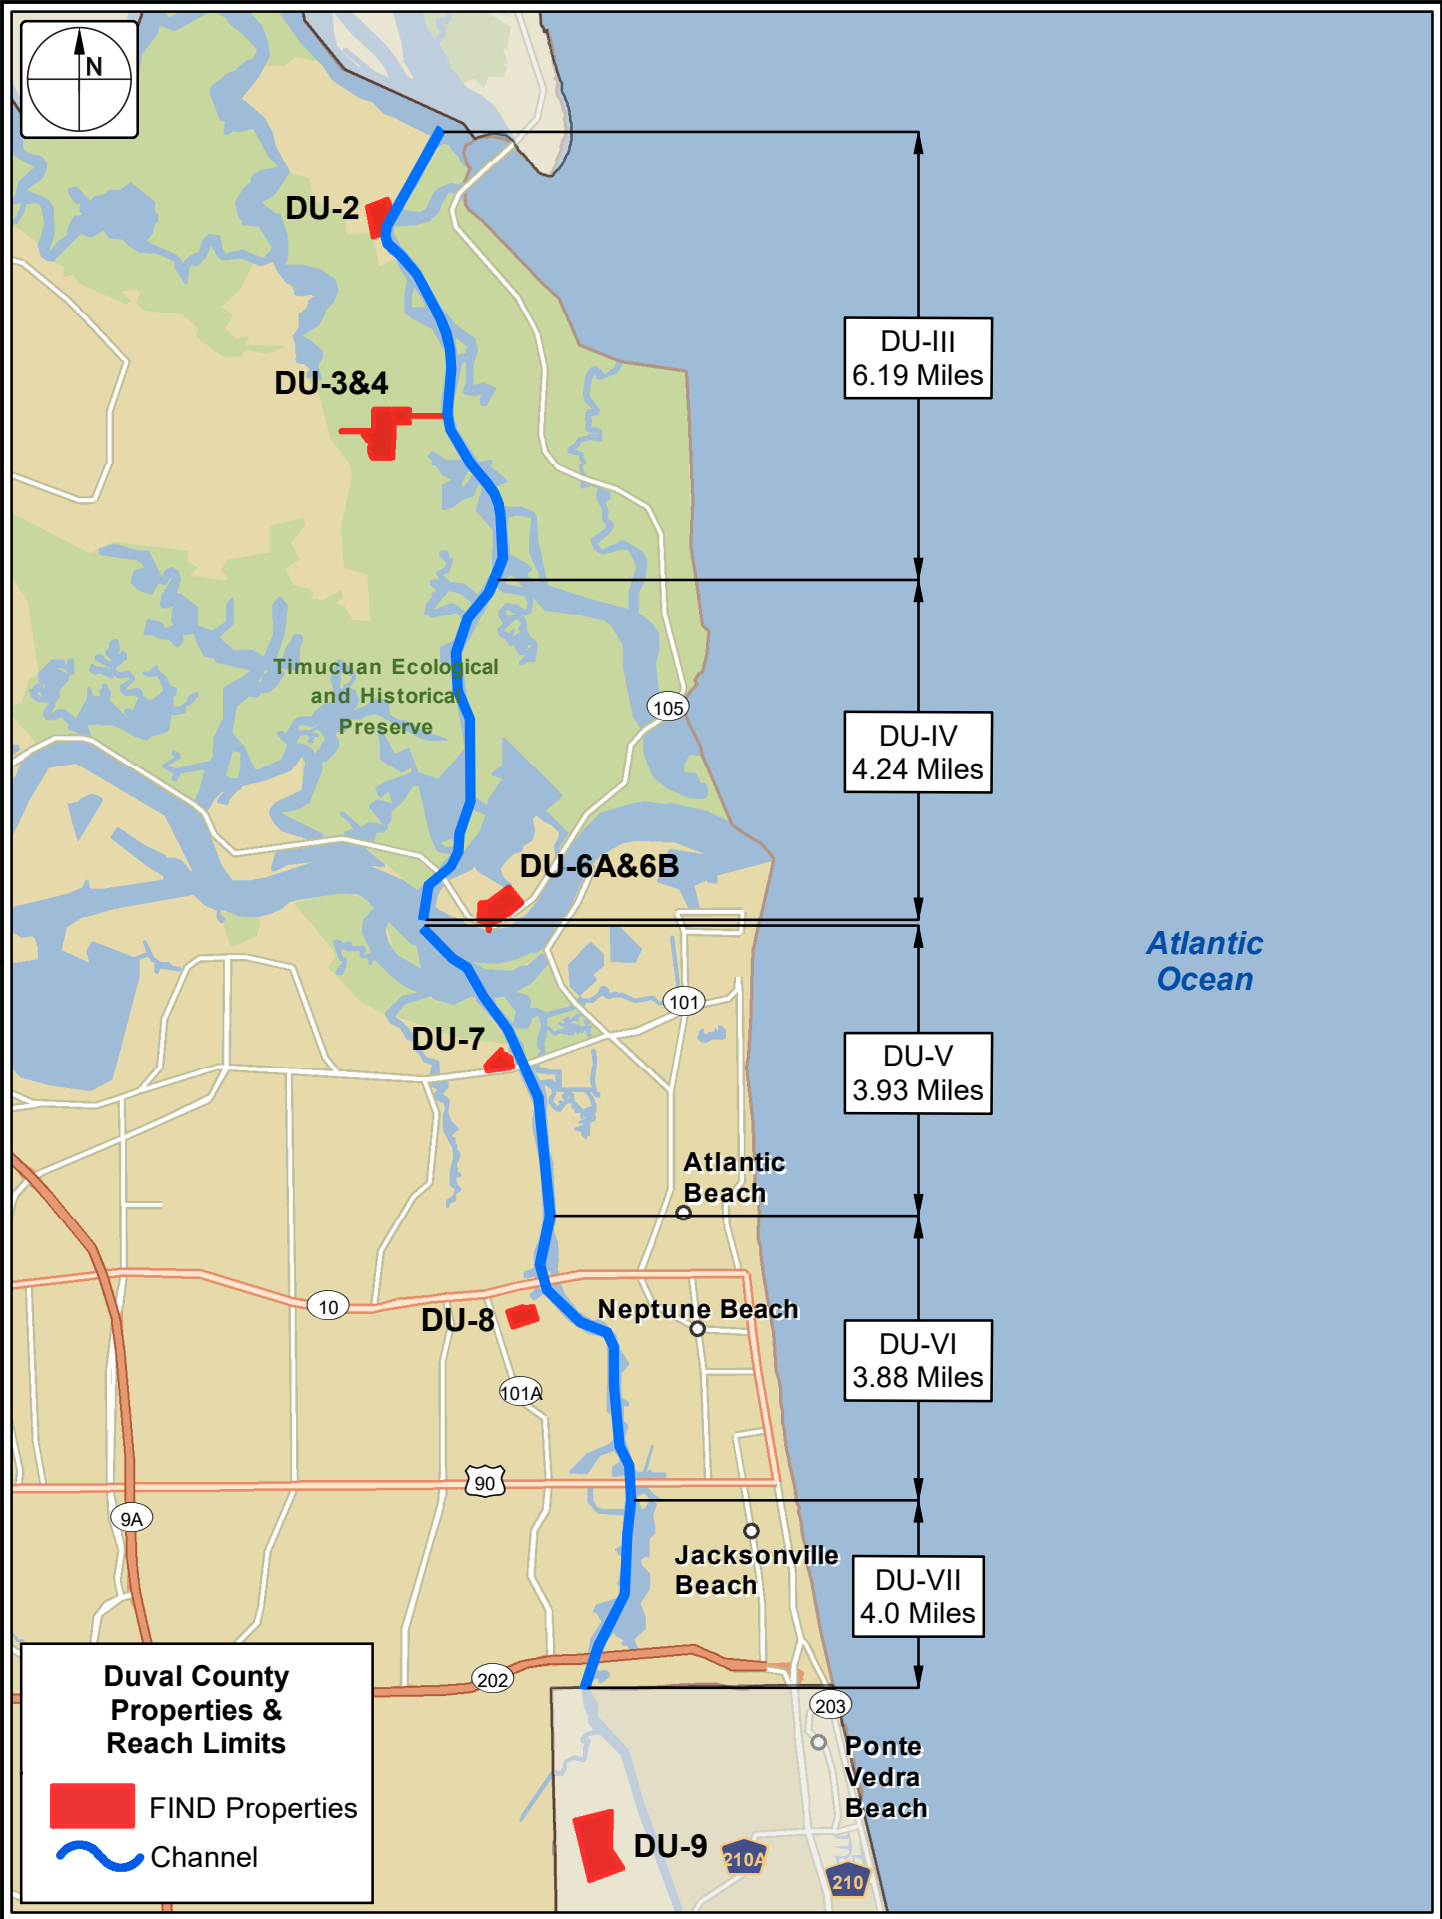 N
DU-2
DU-III
6.19 Miles
DU-3&4
Timucuan Ecological
and Historical
Preserve
105
DU-IV
4.24 Miles
DU-6A&6B
Atlantic
Ocean
101
DU-7
DU-V
3.93 Miles
Atlantic
Beach
10
DU-8
Neptune Beach
DU-VI
3.88 Miles
101A
90
9A
Jacksonville
Beach
DU-VII
4.0 Miles
202
203
Ponte
Vedra
Beach
DU-9
210A
210
Duval County
Properties &
Reach Limits
FIND Properties
Channel